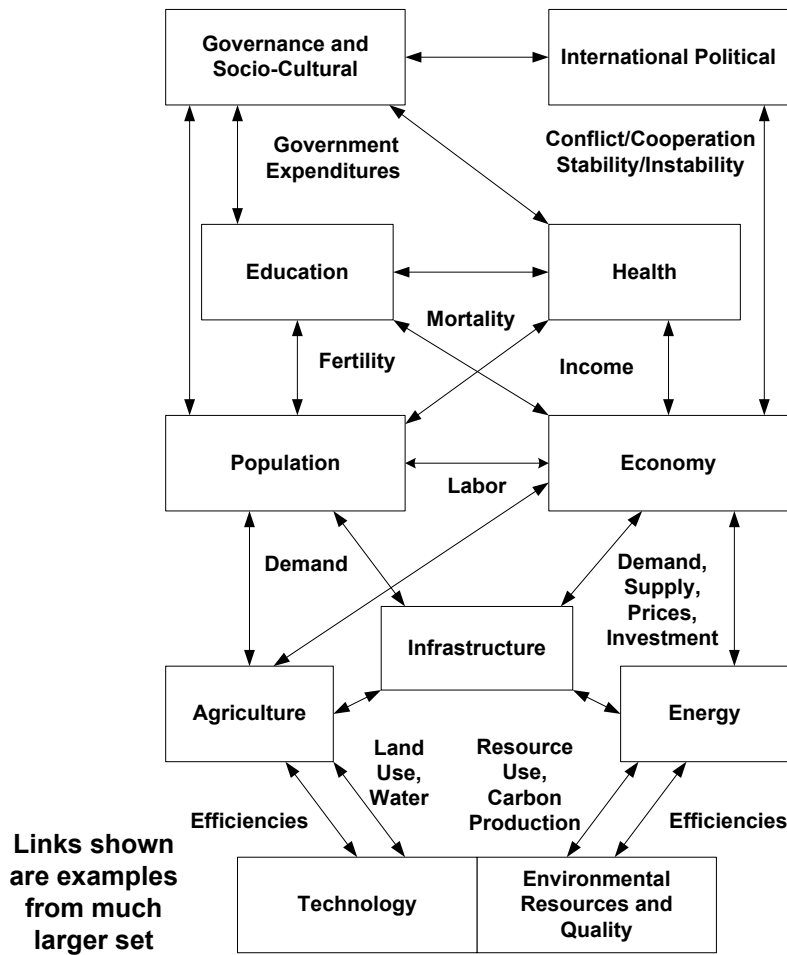 Governance and
Socio-Cultural
International Political
Government
Expenditures
Conflict/Cooperation
Stability/Instability
Education
Health
Mortality
Fertility
Income
Population
Economy
Labor
Demand
Demand,
Supply,
Prices,
Investment
Infrastructure
Agriculture
Energy
Land
Use,
Water
Resource
Use,
Carbon
Production
Efficiencies
Efficiencies
Links shown
are examples
from much
larger set
Technology
Environmental
Resources and
Quality